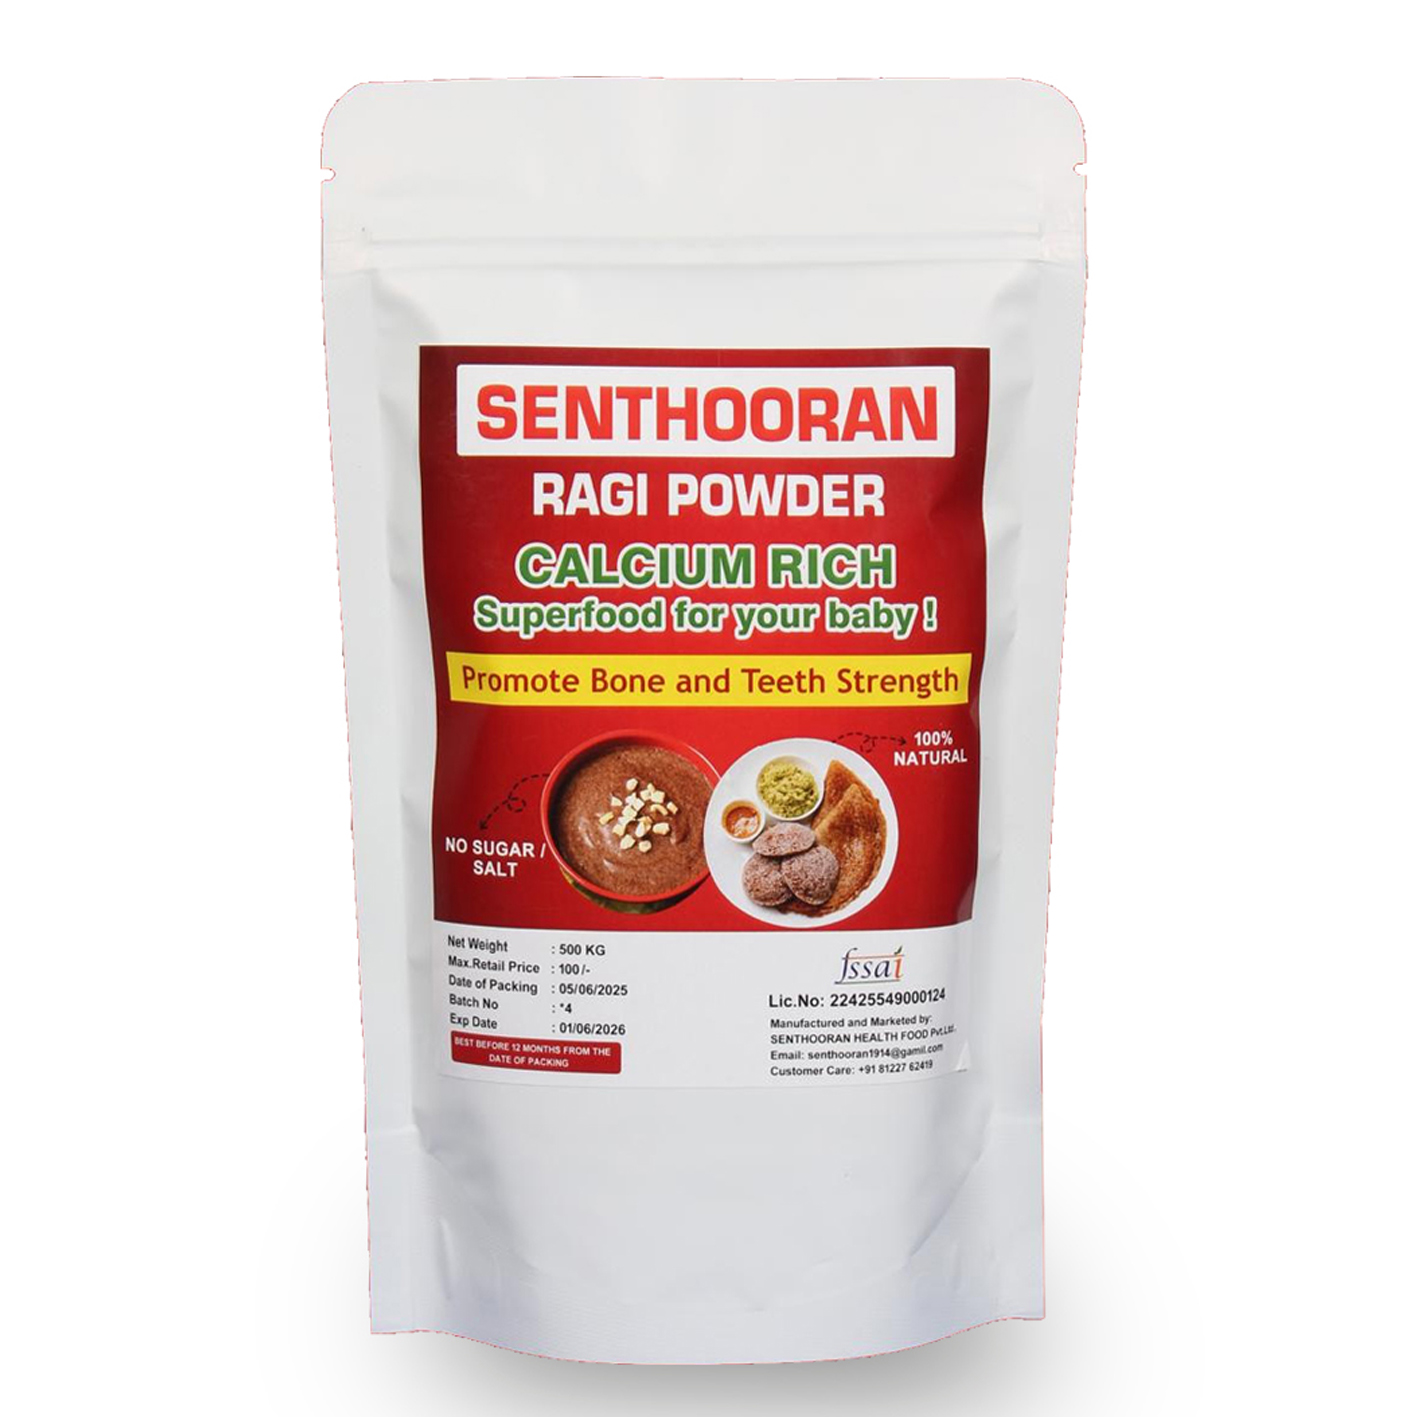 SENTHOORAN
RAGI POWDER
CALCIUM RICH
Superfood for your baby !
Promote Bone and Teeth Strength
100%
NATURAL
NO SUGAR /
SALT
Net Weight : 500 KG
Max.Retail Price : 100/-
Date of Packing : 05/06/2025
Batch No : *4
Exp Date : 01/06/2026
BEST BEFORE 12 MONTHS FROM THE
DATE OF PACKING
fssai
Lic.No: 22425549000124
Manufactured and Marketed by:
SENTHOORAN HEALTH FOOD Pvt.Ltd.
Email: senthooran1914@gamil.com
Customer Care: +91 81227 62419